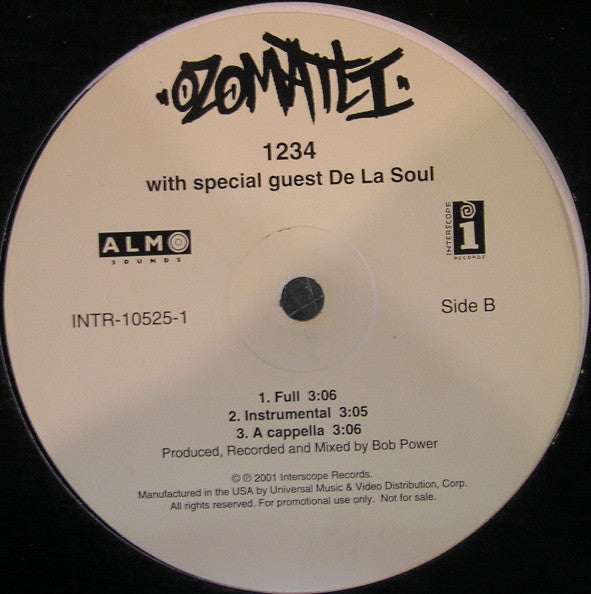 OZOMATLI
1234
with special guest De La Soul
ALMO
SOUNDS
INTERSCOPE
i
RECORDS
INTR-10525-1
Side B
1. Full 3:06
2. Instrumental 3:05
3. A cappella 3:06
Produced, Recorded and Mixed by Bob Power
© ℗ 2001 Interscope Records.
Manufactured in the USA by Universal Music & Video Distribution, Corp.
All rights reserved. For promotional use only. Not for sale.